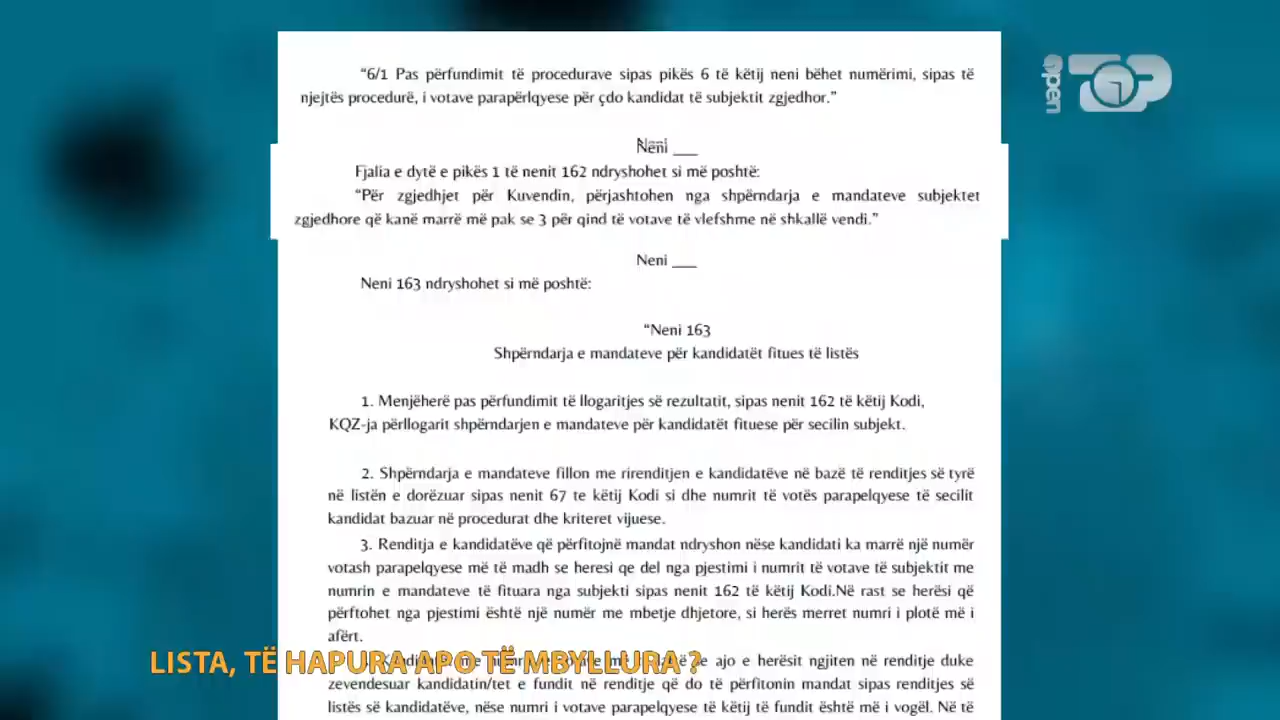 “6/1 Pas përfundimit të procedurave sipas pikës 6 të këtij neni bëhet numërimi, sipas të
njejtës procedurë, i votave parapërlqyese për çdo kandidat të subjektit zgjedhor.”
open TOP
Neni ___
Fjalia e dytë e pikës 1 të nenit 162 ndryshohet si më poshtë:
“Për zgjedhjet për Kuvendin, përjashtohen nga shpërndarja e mandateve subjektet
zgjedhore që kanë marrë më pak se 3 për qind të votave të vlefshme në shkallë vendi.”
Neni ___
Neni 163 ndryshohet si më poshtë:
“Neni 163
Shpërndarja e mandateve për kandidatët fitues të listës
1. Menjëherë pas përfundimit të llogaritjes së rezultatit, sipas nenit 162 të këtij Kodi,
KQZ-ja përllogarit shpërndarjen e mandateve për kandidatët fituese për secilin subjekt.
2. Shpërndarja e mandateve fillon me rirenditjen e kandidatëve në bazë të renditjes së tyrë
në listën e dorëzuar sipas nenit 67 te këtij Kodi si dhe numrit të votës parapelqyese të secilit
kandidat bazuar në procedurat dhe kriteret vijuese.
3. Renditja e kandidatëve që përfitojnë mandat ndryshon nëse kandidati ka marrë një numër
votash parapelqyese më të madh se heresi qe del nga pjestimi i numrit të votave të subjektit me
numrin e mandateve të fituara nga subjekti sipas nenit 162 të këtij Kodi.Në rast se herësi që
përftohet nga pjestimi është një numër me mbetje dhjetore, si herës merret numri i plotë më i
afërt.
ajo e herësit ngjiten në renditje duke
LISTA, TË HAPURA APO TË MBYLLURA ?
zevendesuar kandidatin/tet e fundit në renditje që do të përfitonin mandat sipas renditjes së
listës së kandidatëve, nëse numri i votave parapelqyese të këtij të fundit është më i vogël. Në të